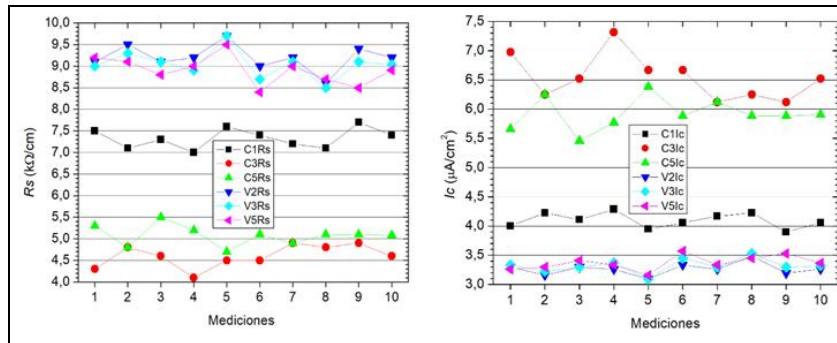 10,0
9,5
9,0
8,5
8,0
7,5
7,0
6,5
6,0
5,5
5,0
4,5
4,0
Rs (kΩ/cm)
C1Rs
C3Rs
C5Rs
V2Rs
V3Rs
V5Rs
1 2 3 4 5 6 7 8 9 10
Mediciones
7,5
7,0
6,5
6,0
5,5
5,0
4,5
4,0
3,5
3,0
Ic (μA/cm²)
C1Ic
C3Ic
C5Ic
V2Ic
V3Ic
V5Ic
1 2 3 4 5 6 7 8 9 10
Mediciones